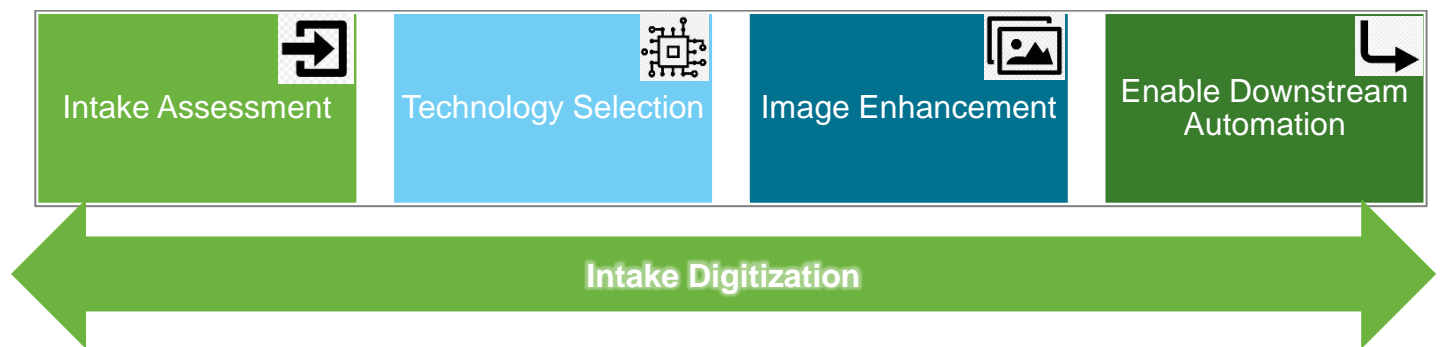 Intake Assessment
Technology Selection
Image Enhancement
Enable Downstream
Automation
Intake Digitization